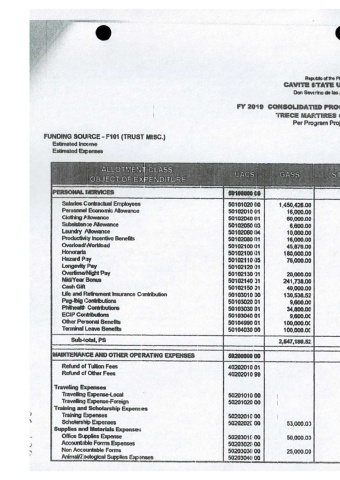 Republic of the P
CAVITE STATE U
Don Severino de las
FY 2019 CONSOLIDATED PRO
TRECE MARTIRES
Per Program Proj
FUNDING SOURCE - F101 (TRUST MISC.)
Estimated Income
Estimated Expenses
ALLOTMENT CLASS
OBJECT OF EXPENDITURE UACS GASS
PERSONAL SERVICES 50100000 00
Salaries Contractual Employees 50101020 00 1,450,428.00
Personnel Economic Allowance 50102010 01 16,000.00
Clothing Allowance 50102040 01 60,000.00
Subsistence Allowance 50102050 03 6,600.00
Laundry Allowance 50102060 04 10,000.00
Productivity Incentive Benefits 50102080 01 16,000.00
Overload/Workload 50102100 01 45,875.00
Honoraria 50102100 01 180,000.00
Hazard Pay 50102110 05 70,000.00
Longevity Pay 50102120 01
Overtime/Night Pay 50102130 01 20,000.00
Mid/Year Bonus 50102140 01 241,738.00
Cash Gift 50102150 01 40,000.00
Life and Retirement Insurance Contribution 50103010 00 130,538.52
Pag-ibig Contributions 50103020 01 9,600.00
Philhealth Contributions 50103030 01 34,800.00
ECIP Contributions 50103040 01 9,600.00
Other Personal Benefits 50104990 01 100,000.00
Terminal Leave Benefits 50104030 00 100,000.00
Sub-total, PS 2,547,180.52
MAINTENANCE AND OTHER OPERATING EXPENSES 50200000 00
Refund of Tuition Fees 40202010 01
Refund of Other Fees 40202010 99
Traveling Expenses
Travelling Expense-Local 50201010 00
Travelling Expense-Foreign 50201020 00
Training and Scholarship Expenses
Training Expenses 50202010 00
Scholarship Expenses 50202020 00 53,000.03
Supplies and Materials Expenses
Office Supplies Expense 50203010 00 50,000.03
Accountable Forms Expenses 50203020 00
Non Accountable Forms 50203030 00 25,000.00
Animal/Zoological Supplies Expenses 50203040 00